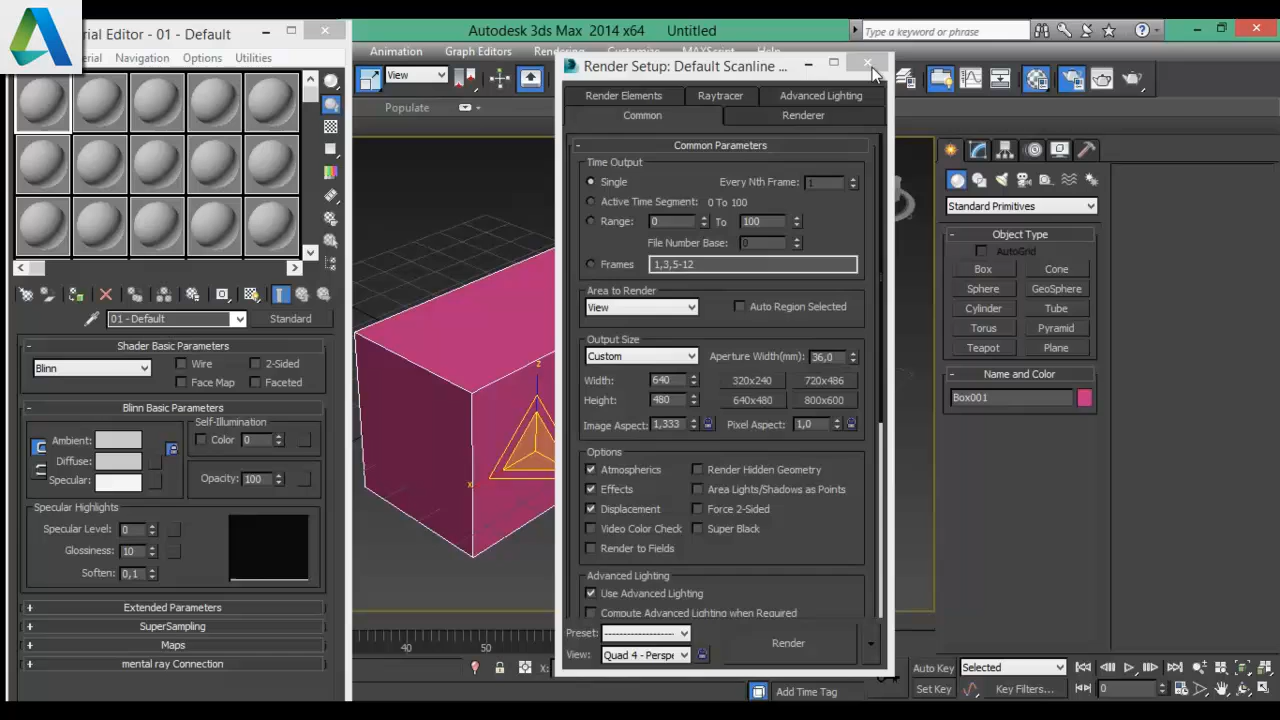 erial Editor - 01 - Default
Autodesk 3ds Max 2014 x64 Untitled
Type a keyword or phrase
erial Navigation Options Utilities
Animation Graph Editors Rendering Customize MAXScript Help
View
Populate
Render Setup: Default Scanline ...
Render Elements Raytracer Advanced Lighting
Common Renderer
- Common Parameters
Time Output
Single Every Nth Frame: 1
Active Time Segment: 0 To 100
Range: 0 To 100
File Number Base: 0
Frames 1,3,5-12
Area to Render
View Auto Region Selected
Output Size
Custom Aperture Width(mm): 36,0
Width: 640 320x240 720x486
Height: 480 640x480 800x600
Image Aspect: 1,333 Pixel Aspect: 1,0
Options
Atmospherics Render Hidden Geometry
Effects Area Lights/Shadows as Points
Displacement Force 2-Sided
Video Color Check Super Black
Render to Fields
Advanced Lighting
Use Advanced Lighting
Compute Advanced Lighting when Required
Preset: -------------------- Render
View: Quad 4 - Perspe
01 - Default Standard
- Shader Basic Parameters
Blinn Wire 2-Sided
Face Map Faceted
- Blinn Basic Parameters
Self-Illumination
Ambient: Color 0
Diffuse:
Specular: Opacity: 100
Specular Highlights
Specular Level: 0
Glossiness: 10
Soften: 0,1
+ Extended Parameters
+ SuperSampling
+ Maps
+ mental ray Connection
z
x
Standard Primitives
- Object Type
AutoGrid
Box Cone
Sphere GeoSphere
Cylinder Tube
Torus Pyramid
Teapot Plane
- Name and Color
Box001
40 50
X:
Add Time Tag
Auto Key Selected
Set Key Key Filters... 0